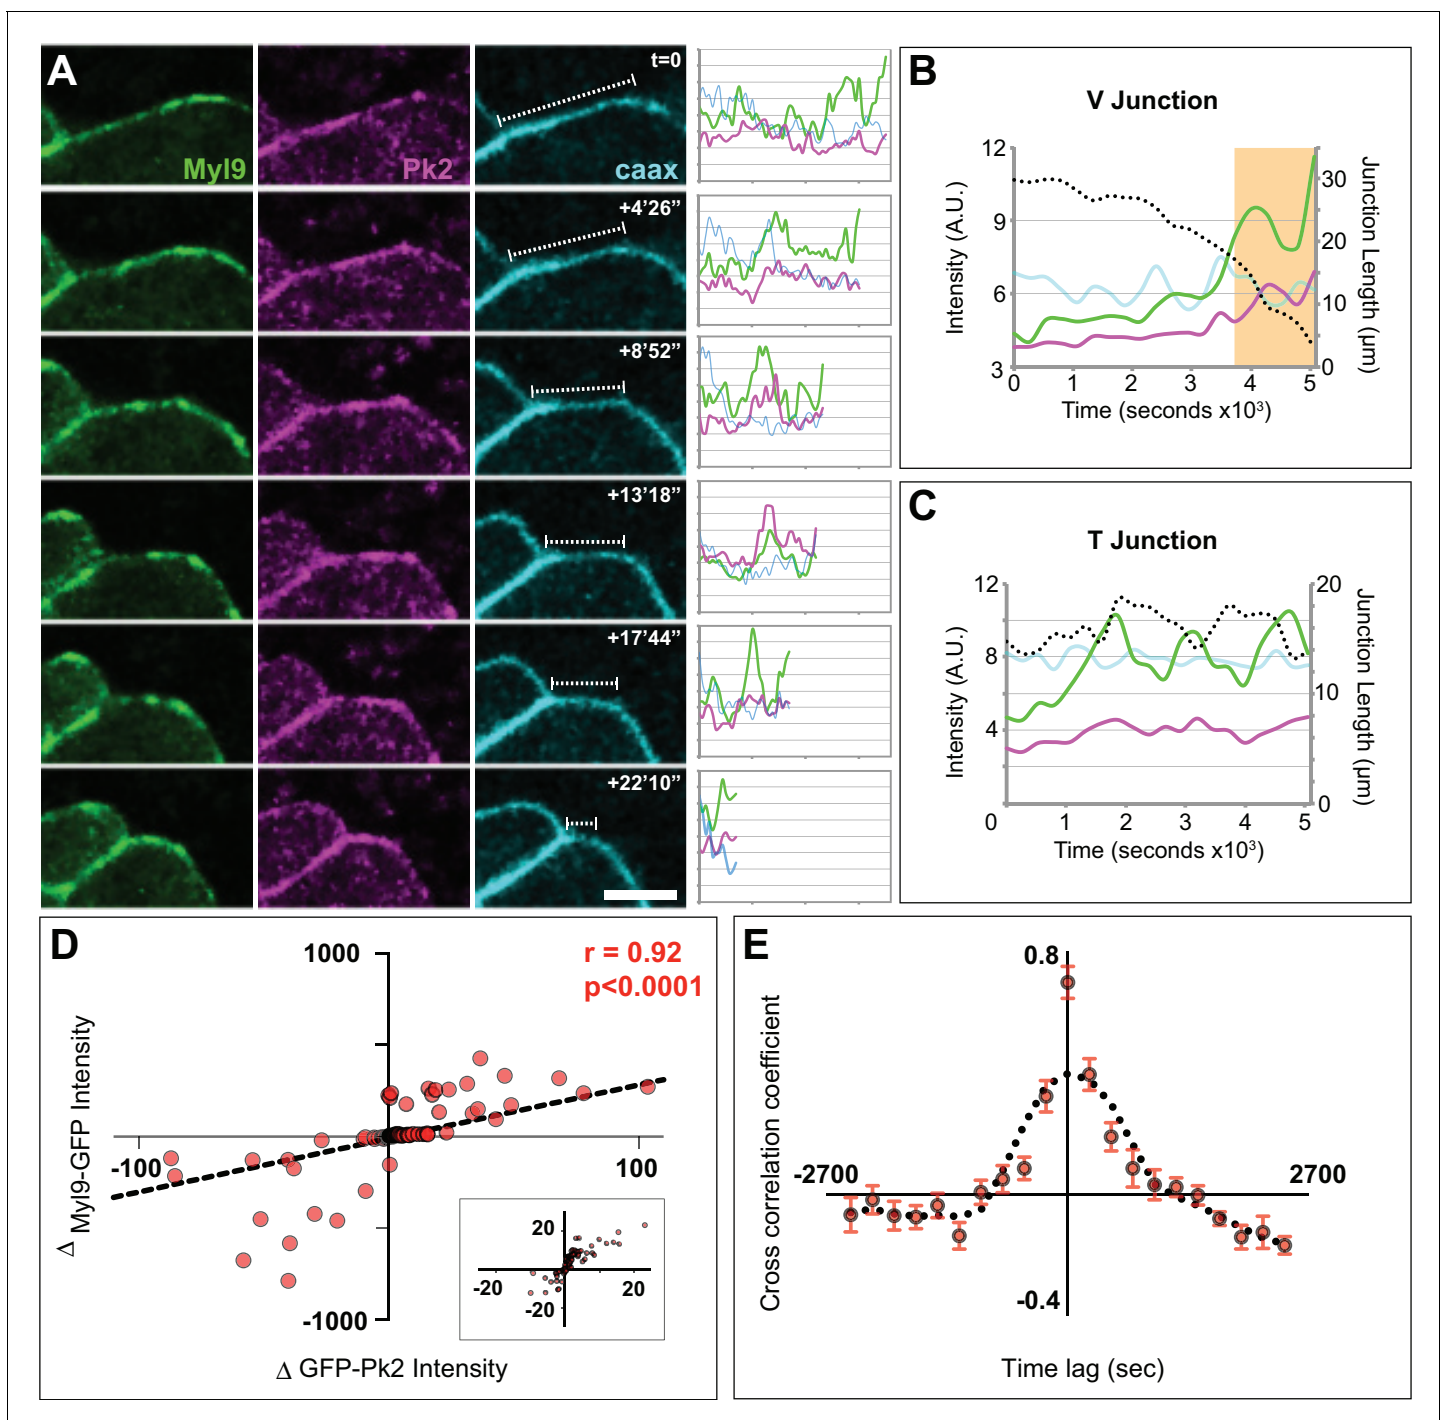 A
t=0
Myl9
Pk2
caax
+4'26”
+8'52”
+13'18”
+17'44”
+22'10”
B
V Junction
12
9
6
3
30
20
10
0
0 1 2 3 4 5
Intensity (A.U.)
Junction Length (μm)
Time (seconds x10³)
C
T Junction
12
8
4
0
20
10
0
1 2 3 4 5
Intensity (A.U.)
Junction Length (μm)
Time (seconds x10³)
D
1000
r = 0.92
p<0.0001
Δ Myl9-GFP Intensity
-100
100
-1000
20
-20
20
-20
Δ GFP-Pk2 Intensity
E
0.8
Cross correlation coefficient
-2700
2700
-0.4
Time lag (sec)